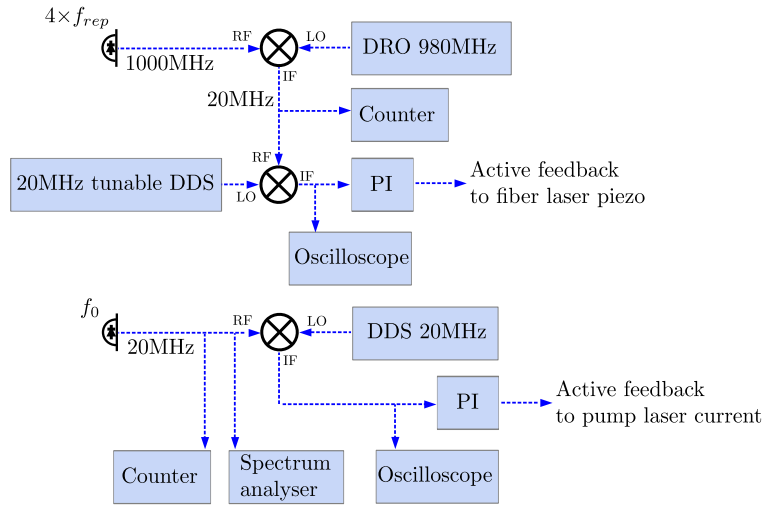 4×f_rep
RF
LO
DRO 980MHz
1000MHz
IF
20MHz
Counter
RF
20MHz tunable DDS
LO
IF
PI
Active feedback
to fiber laser piezo
Oscilloscope
f_0
RF
LO
DDS 20MHz
20MHz
IF
PI
Active feedback
to pump laser current
Counter
Spectrum
analyser
Oscilloscope